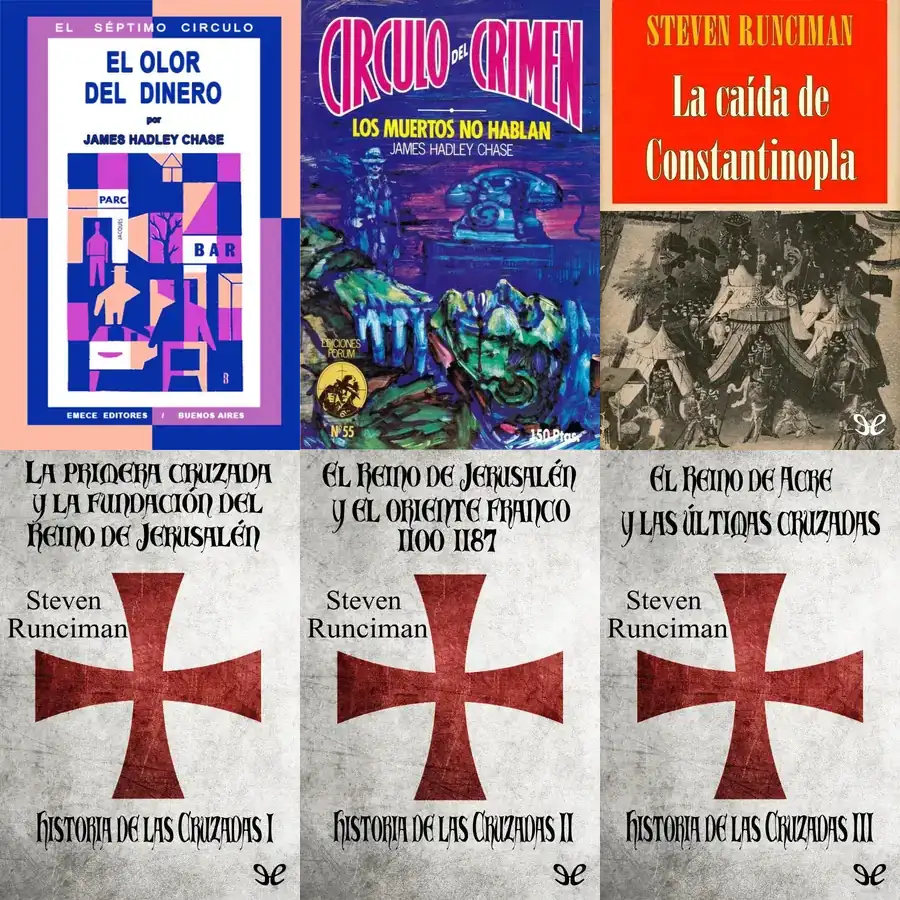 EL SÉPTIMO CIRCULO
EL OLOR
DEL DINERO
por
JAMES HADLEY CHASE
PARC
JACQUES
BAR
B
EMECE EDITORES / BUENOS AIRES
CIRCULO DEL CRIMEN
LOS MUERTOS NO HABLAN
JAMES HADLEY CHASE
EDICIONES
FORUM
Nº 55
150 Ptas.
STEVEN RUNCIMAN
La caída de
Constantinopla
La primera cruzada
y la fundación del
Reino de Jerusalén
Steven
Runciman
Historia de las Cruzadas I
El Reino de Jerusalén
y el oriente franco
1100 1187
Steven
Runciman
Historia de las Cruzadas II
El Reino de Acre
y las últimas cruzadas
Steven
Runciman
Historia de las Cruzadas III